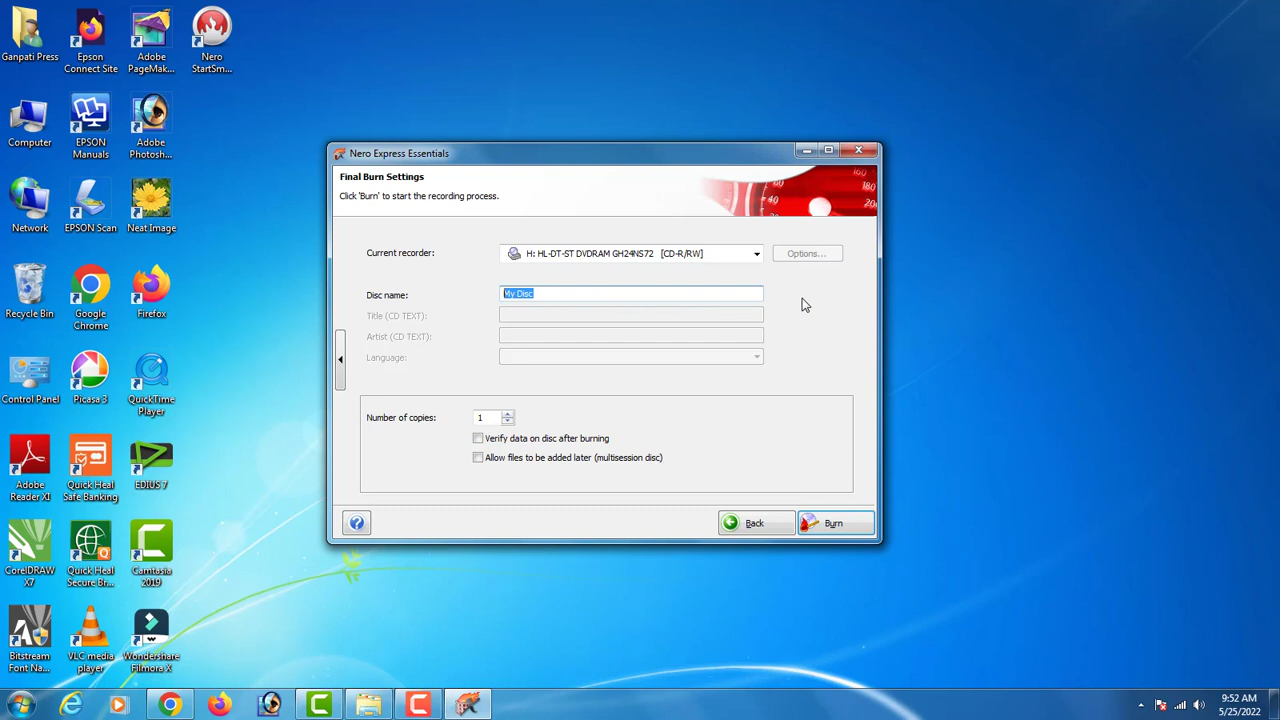 Ganpati Press
Epson
Connect Site
Adobe
PageMak...
Nero
StartSm...
Computer
EPSON
Manuals
Adobe
Photosh...
Network
EPSON Scan
Neat Image
Recycle Bin
Google
Chrome
Firefox
Control Panel
Picasa 3
QuickTime
Player
Adobe
Reader XI
Quick Heal
Safe Banking
EDIUS 7
CorelDRAW
X7
Quick Heal
Secure Br...
Camtasia
2019
Bitstream
Font Na...
VLC media
player
Wondershare
Filmora X
Nero Express Essentials
Final Burn Settings
Click 'Burn' to start the recording process.
Current recorder:
H: HL-DT-ST DVDRAM GH24NS72 [CD-R/RW]
Options...
Disc name:
My Disc
Title (CD TEXT):
Artist (CD TEXT):
Language:
Number of copies:
1
Verify data on disc after burning
Allow files to be added later (multisession disc)
Back
Burn
9:52 AM
5/25/2022